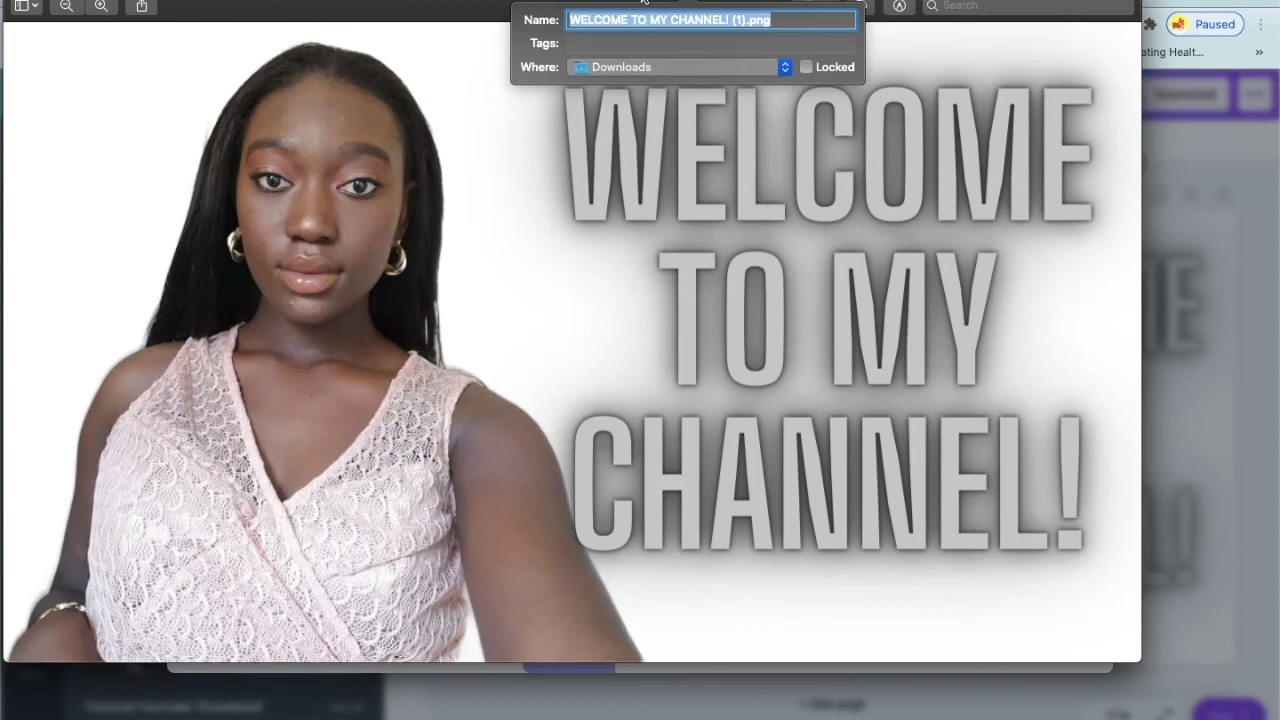 Name: WELCOME TO MY CHANNEL! (1).png
Search
Tags:
Where: Downloads Locked
Paused
ating Healt...
»
Download
WELCOME
TO MY
CHANNEL!